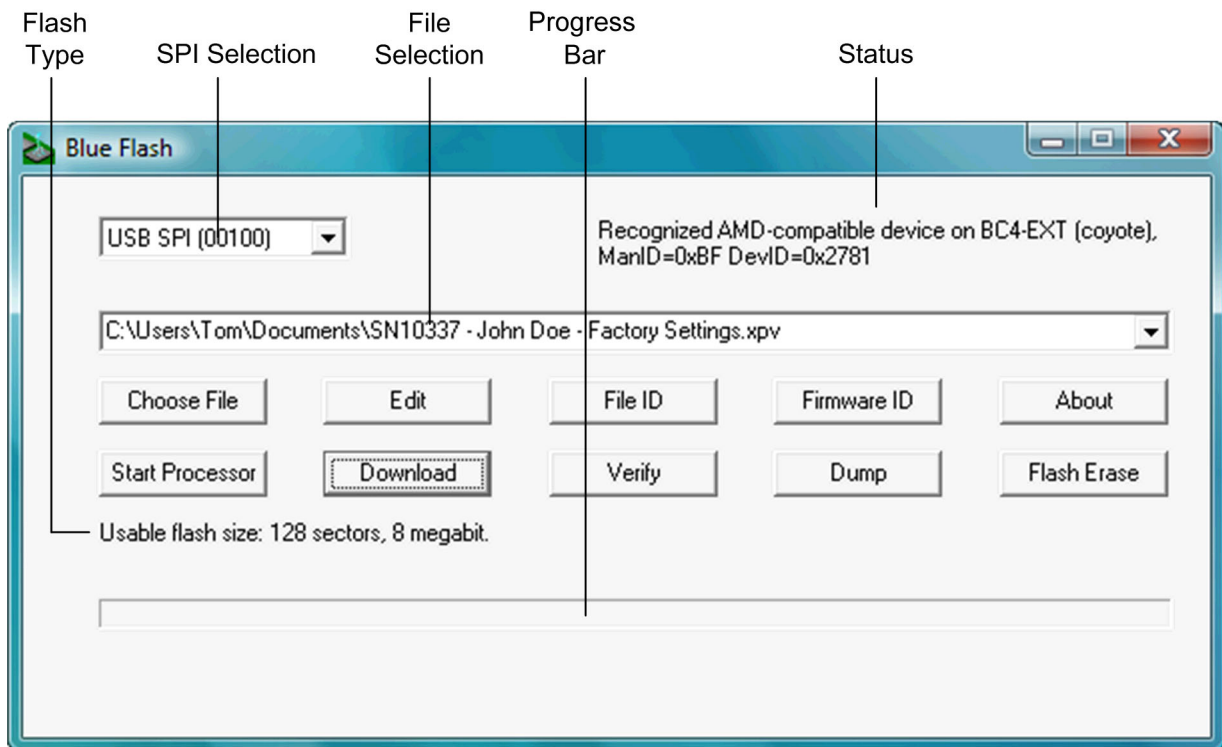 Flash
Type
SPI Selection
File
Selection
Progress
Bar
Status
Blue Flash
USB SPI (00100)
Recognized AMD-compatible device on BC4-EXT (coyote),
ManID=0xBF DevID=0x2781
C:\Users\Tom\Documents\SN10337 - John Doe - Factory Settings.xpv
Choose File
Edit
File ID
Firmware ID
About
Start Processor
Download
Verify
Dump
Flash Erase
Usable flash size: 128 sectors, 8 megabit.